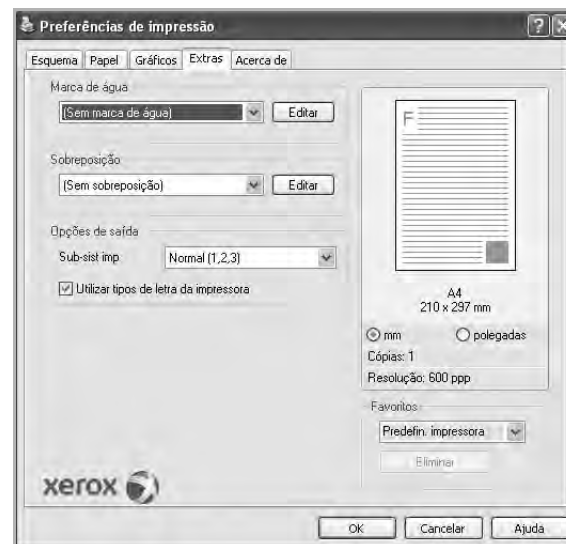 Preferências de impressão
Esquema Papel Gráficos Extras Acerca de
Marca de água
(Sem marca de água) Editar
Sobreposição
(Sem sobreposição) Editar
Opções de saída
Sub-sist imp Normal (1,2,3)
Utilizar tipos de letra da impressora
F
A4
210 x 297 mm
mm polegadas
Cópias: 1
Resolução: 600 ppp
Favoritos
Predefin. impressora
Eliminar
xerox
OK Cancelar Ajuda